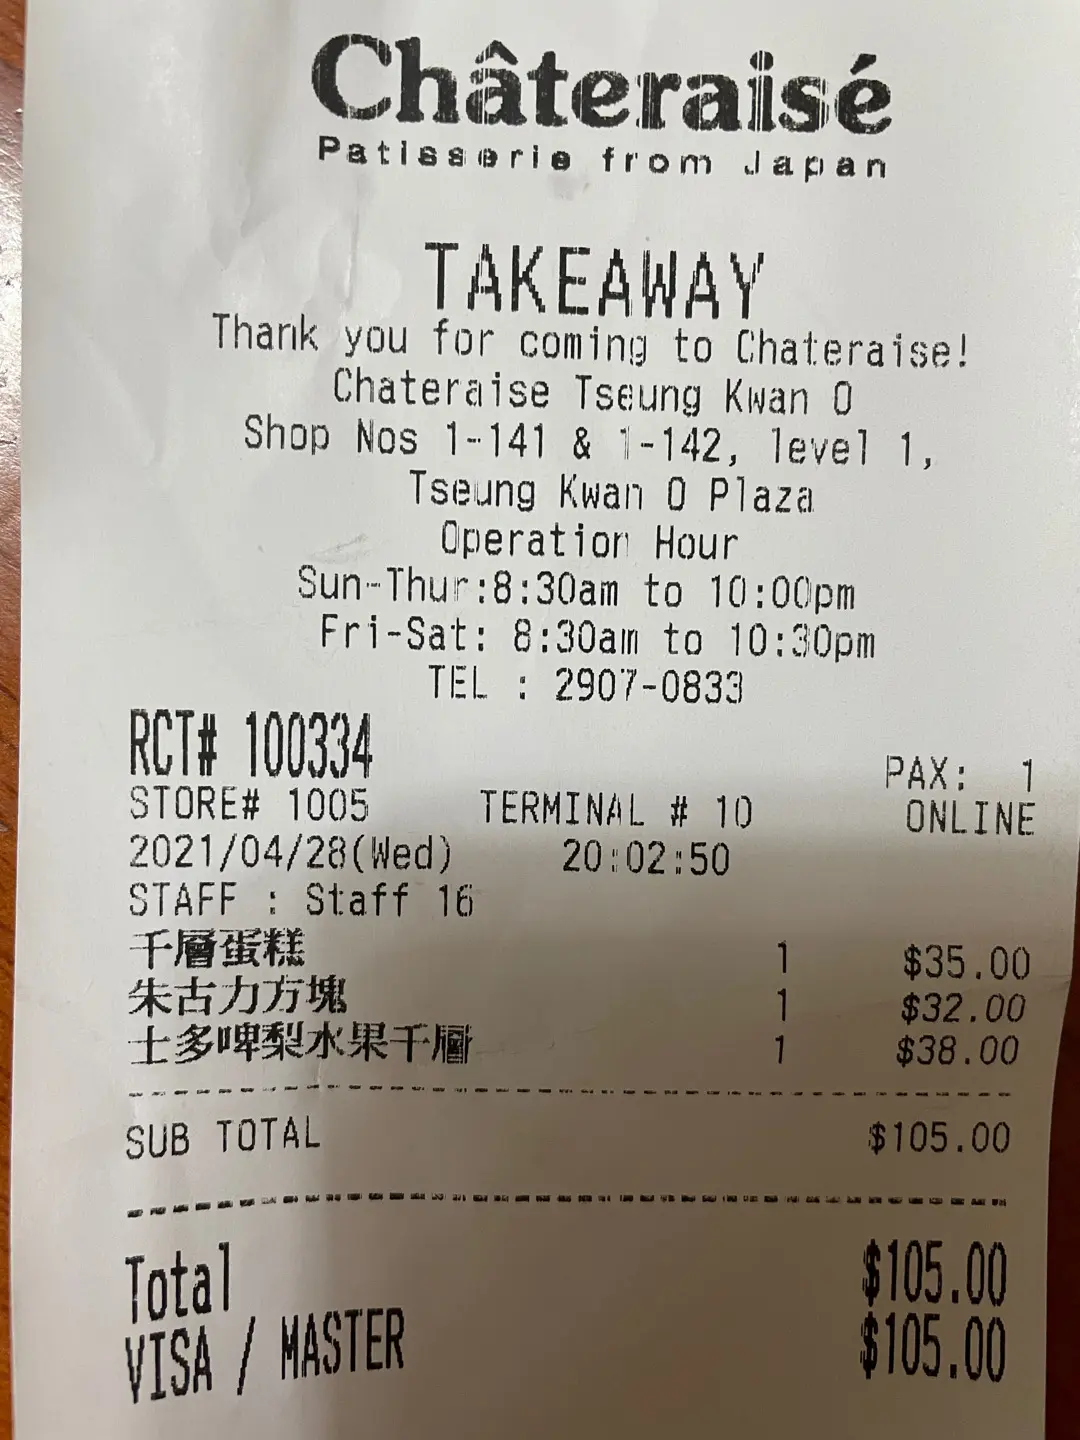 Châteraisé
Patisserie from Japan
TAKEAWAY
Thank you for coming to Chateraise!
Chateraise Tseung Kwan O
Shop Nos 1-141 & 1-142, level 1,
Tseung Kwan O Plaza
Operation Hour
Sun-Thur:8:30am to 10:00pm
Fri-Sat: 8:30am to 10:30pm
TEL : 2907-0833
RCT# 100334 PAX: 1
STORE# 1005 TERMINAL # 10 ONLINE
2021/04/28(Wed) 20:02:50
STAFF : Staff 16
千層蛋糕 1 $35.00
朱古力方塊 1 $32.00
士多啤梨水果千層 1 $38.00
SUB TOTAL $105.00
Total $105.00
VISA / MASTER $105.00